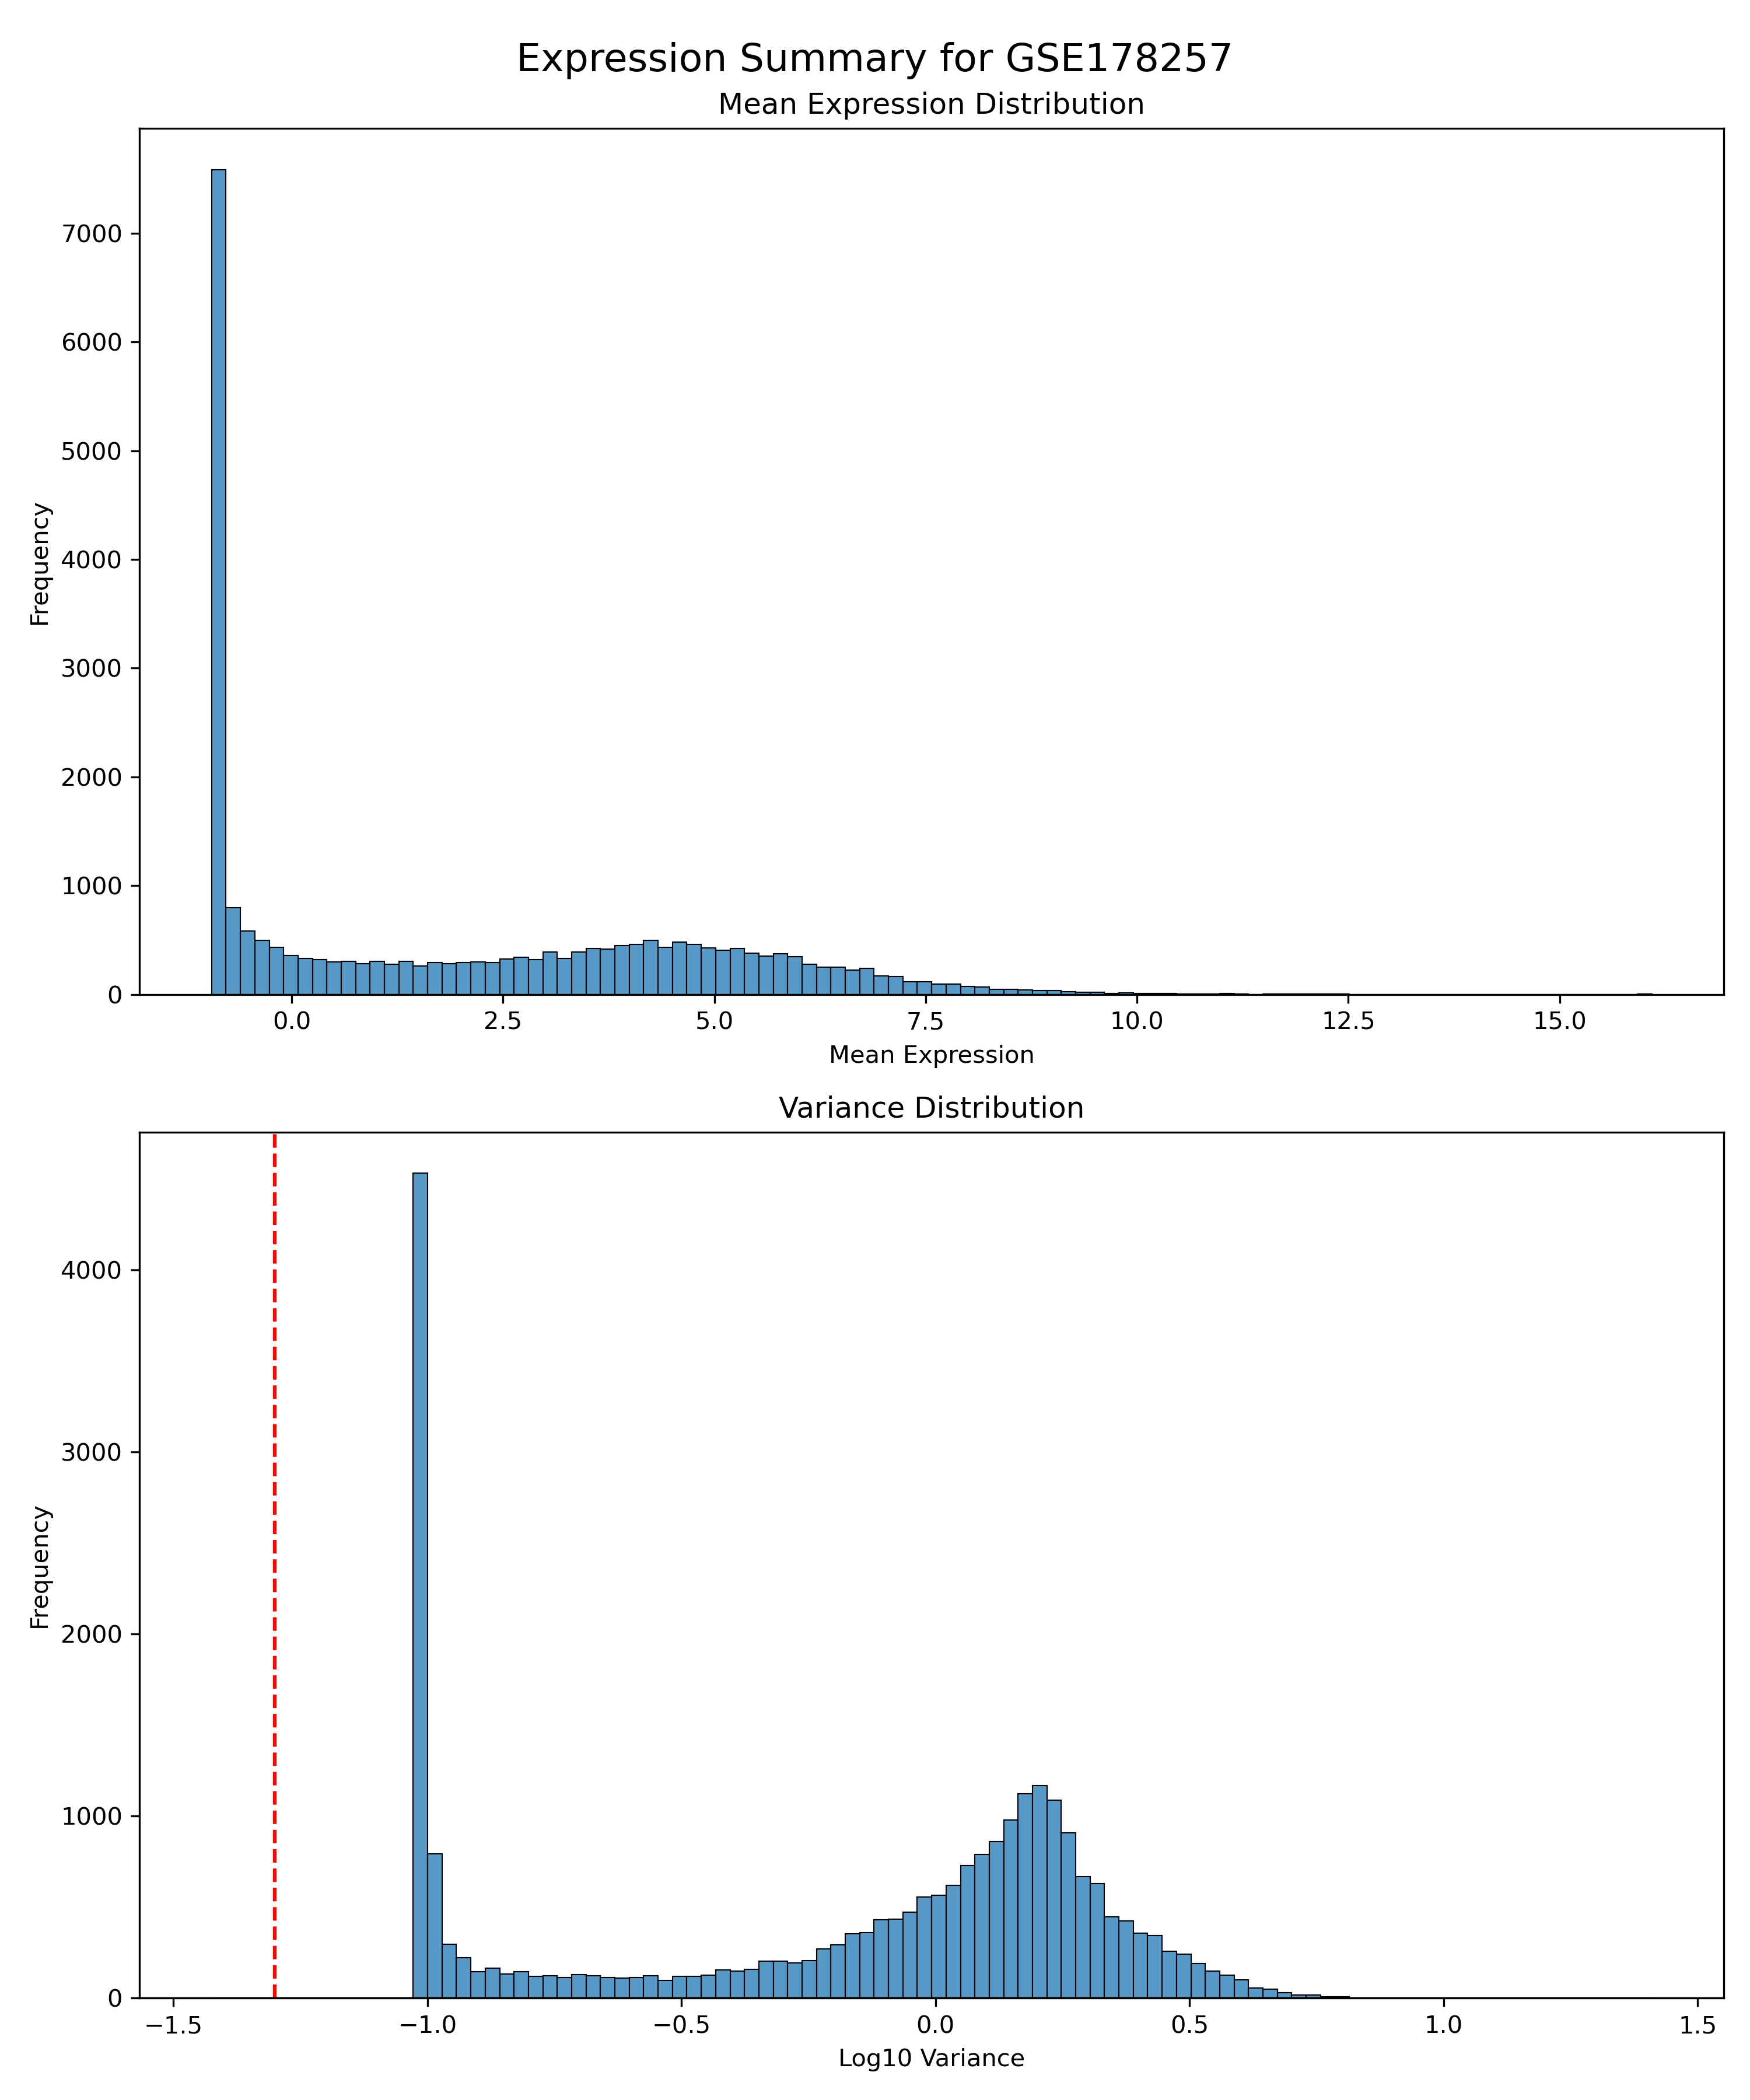 Expression Summary for GSE178257
Mean Expression Distribution
7000
6000
5000
4000
3000
2000
1000
0
Frequency
0.0 2.5 5.0 7.5 10.0 12.5 15.0
Mean Expression
Variance Distribution
4000
3000
2000
1000
0
Frequency
−1.5 −1.0 −0.5 0.0 0.5 1.0 1.5
Log10 Variance